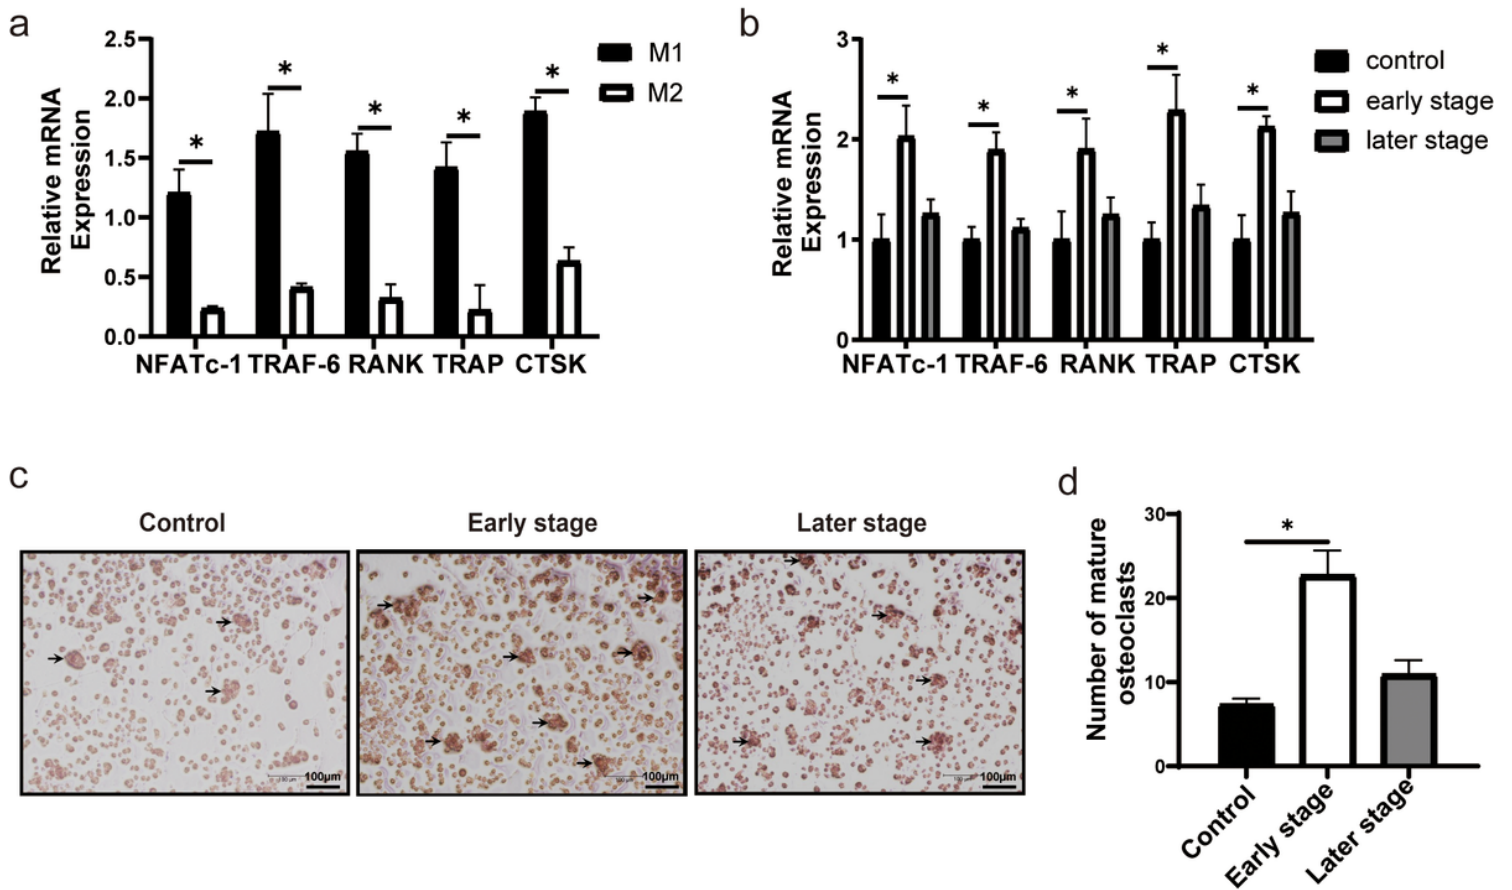 a
2.5
2.0
1.5
1.0
0.5
0.0
Relative mRNA
Expression
* * * * *
M1
M2
NFATc-1 TRAF-6 RANK TRAP CTSK
b
3
2
1
0
Relative mRNA
Expression
* * * * *
control
early stage
later stage
NFATc-1 TRAF-6 RANK TRAP CTSK
c
Control
Early stage
Later stage
100μm
100μm
100μm
d
30
20
10
0
Number of mature
osteoclasts
*
Control
Early stage
Later stage